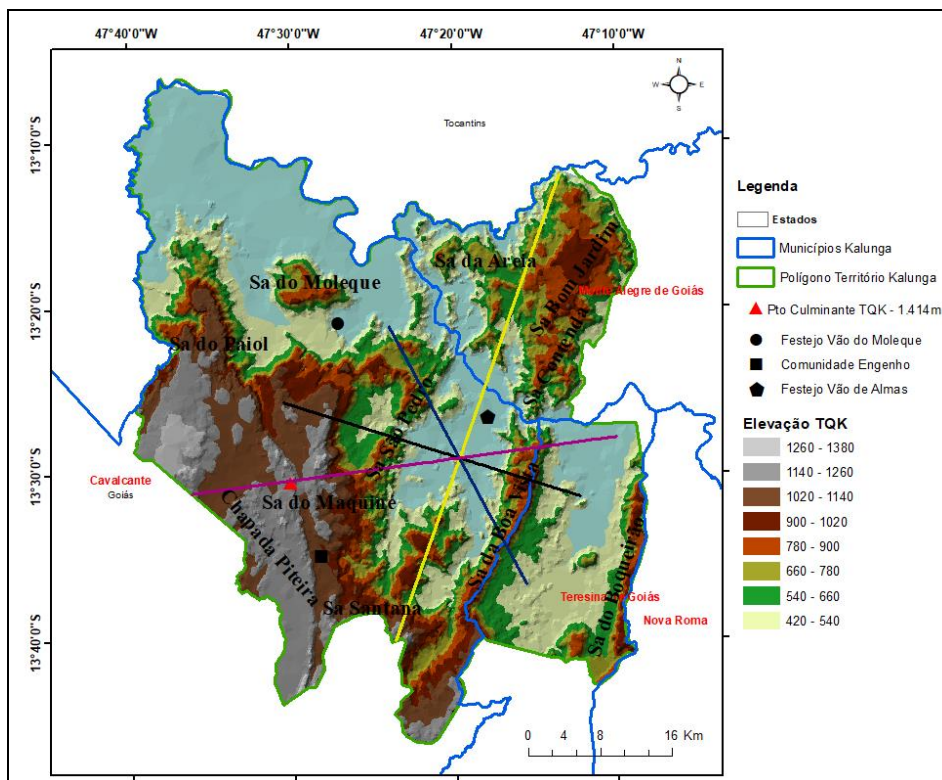 47°40'0"W 47°30'0"W 47°20'0"W 47°10'0"W
N
W E
S
Tocantins
13°10'0"S
13°20'0"S
13°30'0"S
13°40'0"S
Sa do Moleque
Sa da Areia
Sa Bom Jardim
Monte Alegre de Goiás
Sa do Paiol
Sa Contenda
Sa São Pedro
Cavalcante
Goiás
Sa do Maquiné
Chapada Piteira
Sa da Boa Vista
Sa Santana
Teresina de Goiás
Sa do Boqueirão
Nova Roma
0 4 8 16 Km
Legenda
Estados
Municípios Kalunga
Polígono Território Kalunga
Pto Culminante TQK - 1.414m
Festejo Vão do Moleque
Comunidade Engenho
Festejo Vão de Almas
Elevação TQK
1260 - 1380
1140 - 1260
1020 - 1140
900 - 1020
780 - 900
660 - 780
540 - 660
420 - 540